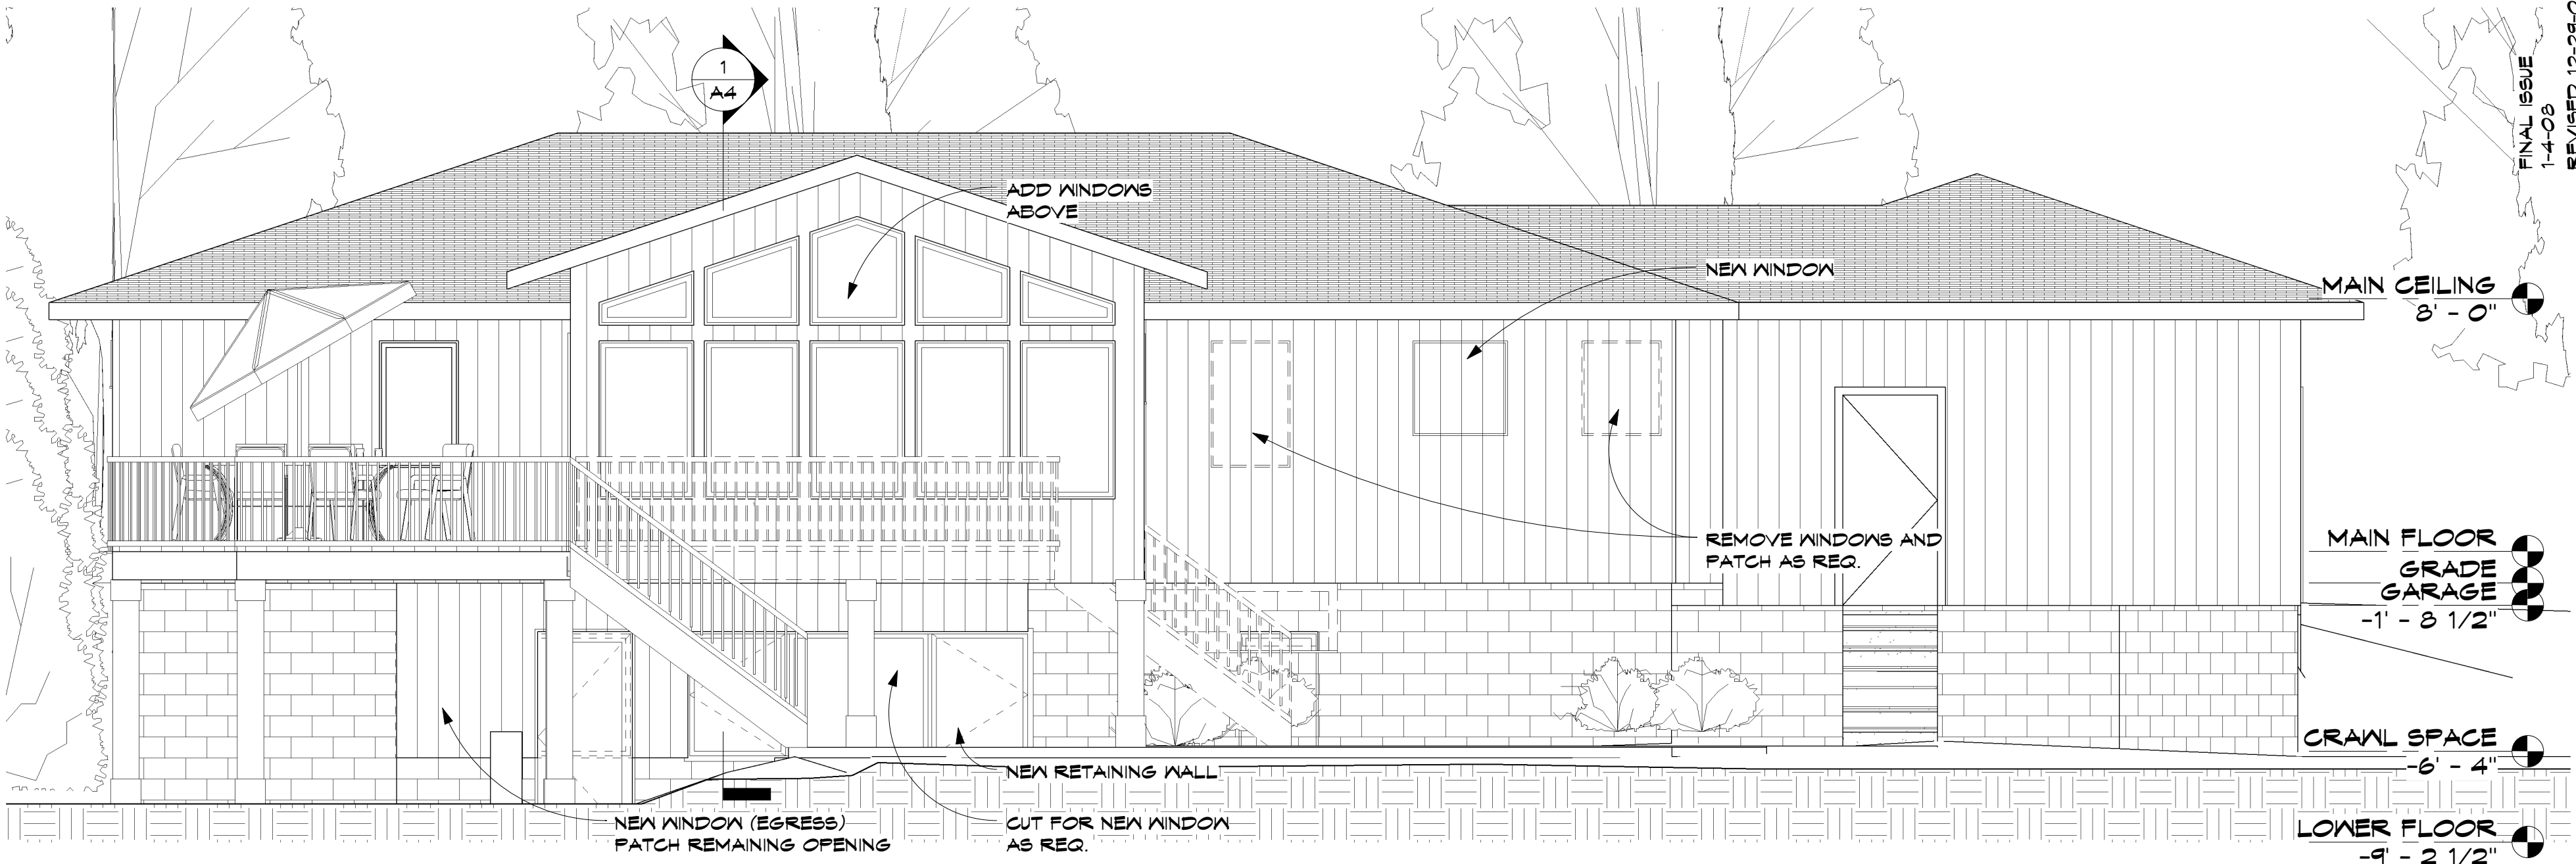 1
A4
FINAL ISSUE
1-4-08
ADD WINDOWS
ABOVE
NEW WINDOW
MAIN CEILING
8' - 0"
REMOVE WINDOWS AND
PATCH AS REQ.
MAIN FLOOR
GRADE
GARAGE
-1' - 8 1/2"
CRAWL SPACE
-6' - 4"
NEW RETAINING WALL
NEW WINDOW (EGRESS)
PATCH REMAINING OPENING
CUT FOR NEW WINDOW
AS REQ.
LOWER FLOOR
-9' - 2 1/2"
REVISED